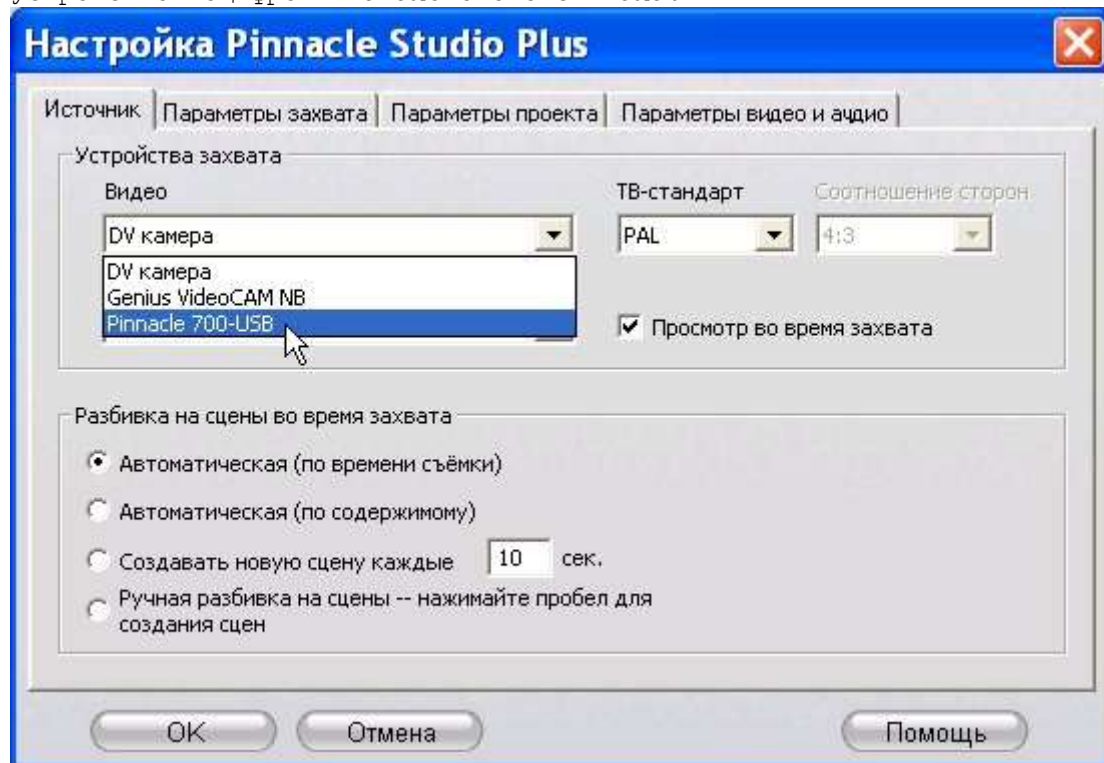 Настройка Pinnacle Studio Plus
Источник Параметры захвата Параметры проекта Параметры видео и аудио
Устройства захвата
Видео ТВ-стандарт Соотношение сторон
DV камера PAL 4:3
DV камера
Genius VideoCAM NB
Pinnacle 700-USB
Просмотр во время захвата
Разбивка на сцены во время захвата
Автоматическая (по времени съёмки)
Автоматическая (по содержимому)
Создавать новую сцену каждые 10 сек.
Ручная разбивка на сцены -- нажимайте пробел для
создания сцен
OK Отмена Помощь